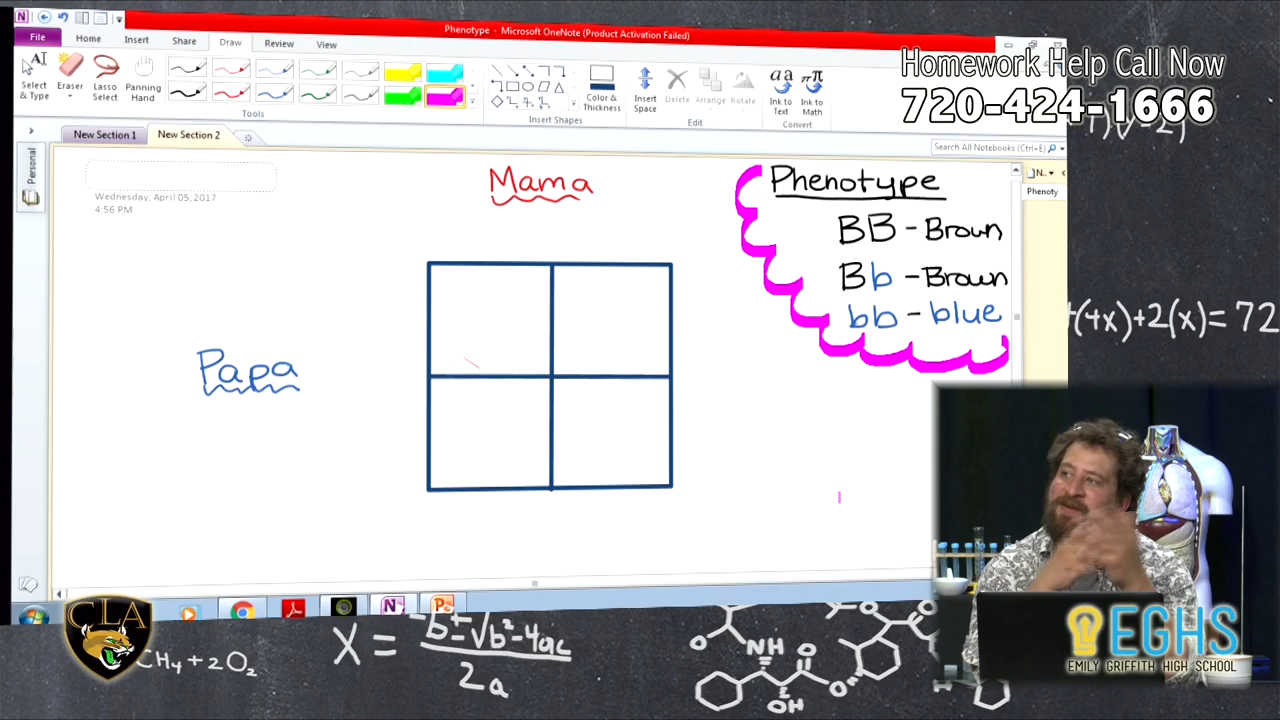 Phenotype - Microsoft OneNote (Product Activation Failed)
File Home Insert Share Draw Review View
Select & Type
Eraser
Lasso Select
Panning Hand
Color & Thickness
Insert Space
Delete
Arrange
Rotate
Ink to Text
Ink to Math
Tools
Insert Shapes
Edit
Convert
Homework Help Call Now
720-424-1666
New Section 1
New Section 2
Search All Notebooks (Ctrl+E)
Personal
N..
Phenoty
Wednesday, April 05, 2017
4:56 PM
Mama
Papa
Phenotype
BB - Brown
Bb - Brown
bb - blue
(4x)+2(x)=72
CLA
CH₄ + 2O₂
X = -b±√b²-4ac
2a
NH
O
O
O
O
OH
H
EGHS
EMILY GRIFFITH HIGH SCHOOL